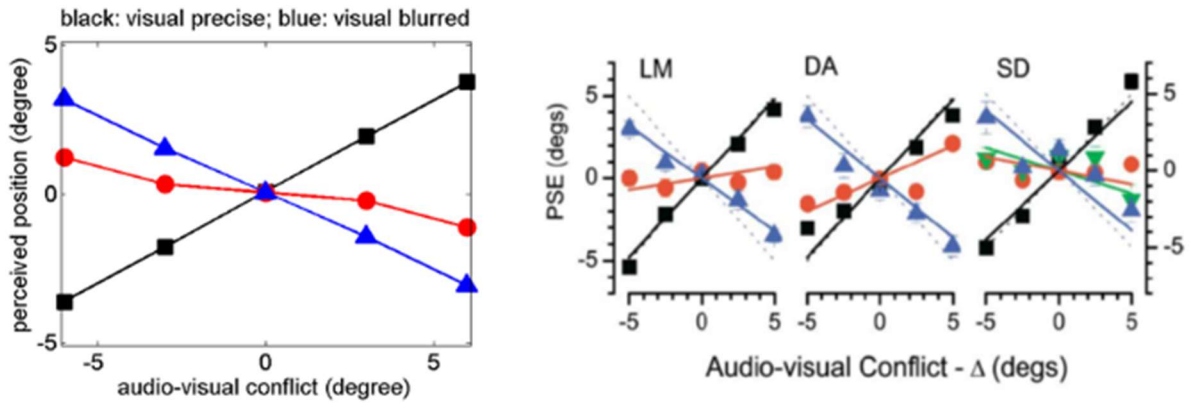 black: visual precise; blue: visual blurred
perceived position (degree)
5
0
-5
-5
0
5
audio-visual conflict (degree)
LM
DA
SD
PSE (degs)
5
0
-5
5
0
-5
-5
0
5
-5
0
5
-5
0
5
Audio-visual Conflict - Δ (degs)